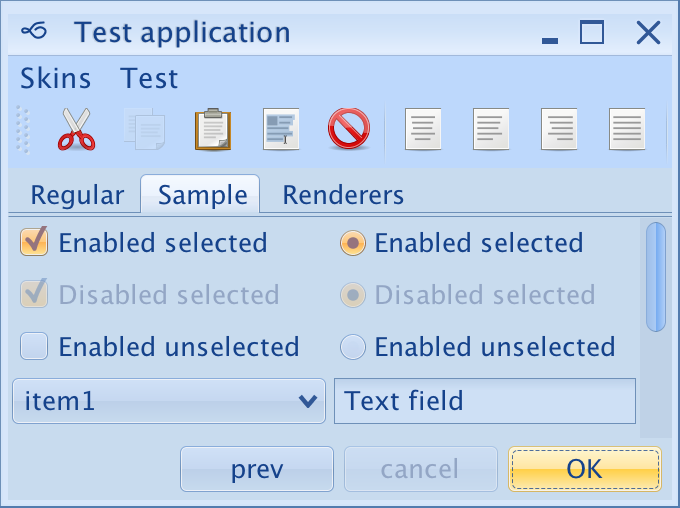 Test application
Skins Test
Regular Sample Renderers
Enabled selected Enabled selected
Disabled selected Disabled selected
Enabled unselected Enabled unselected
item1 Text field
prev cancel OK